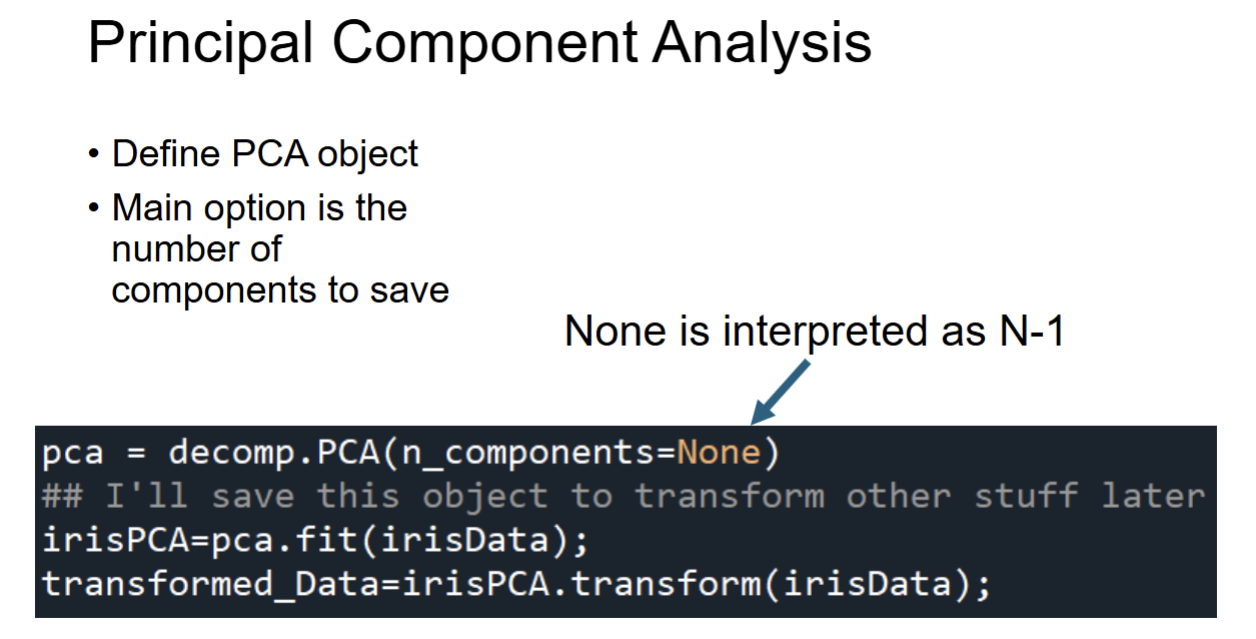 Principal Component Analysis
• Define PCA object
• Main option is the
number of
components to save
None is interpreted as N-1
pca = decomp.PCA(n_components=None)
## I'll save this object to transform other stuff later
irisPCA=pca.fit(irisData);
transformed_Data=irisPCA.transform(irisData);